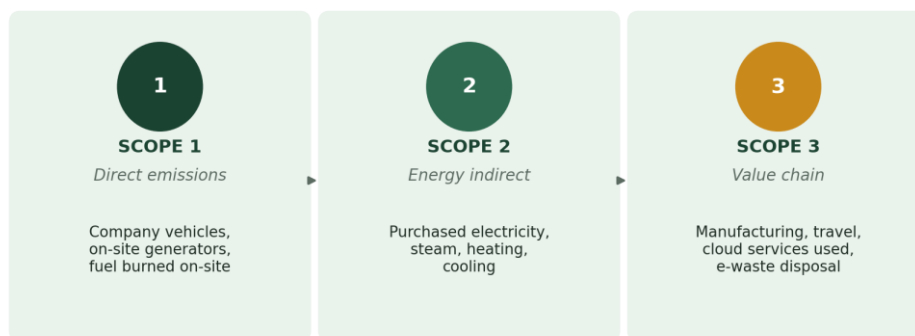 1
SCOPE 1
Direct emissions
Company vehicles,
on-site generators,
fuel burned on-site
2
SCOPE 2
Energy indirect
Purchased electricity,
steam, heating,
cooling
3
SCOPE 3
Value chain
Manufacturing, travel,
cloud services used,
e-waste disposal